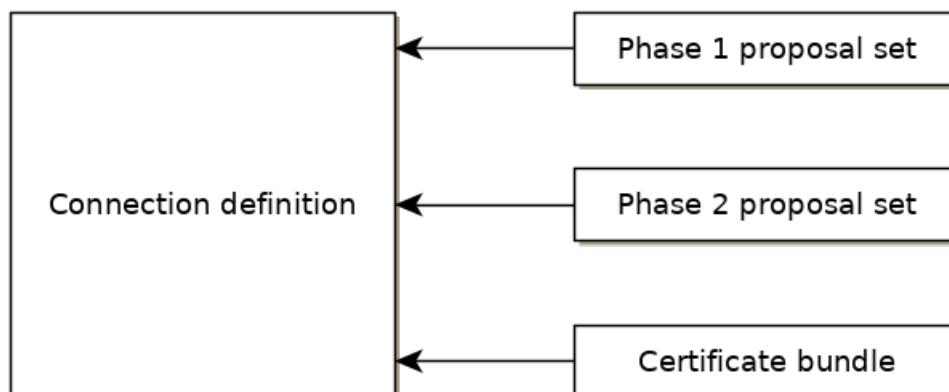 Phase 1 proposal set
Connection definition
Phase 2 proposal set
Certificate bundle